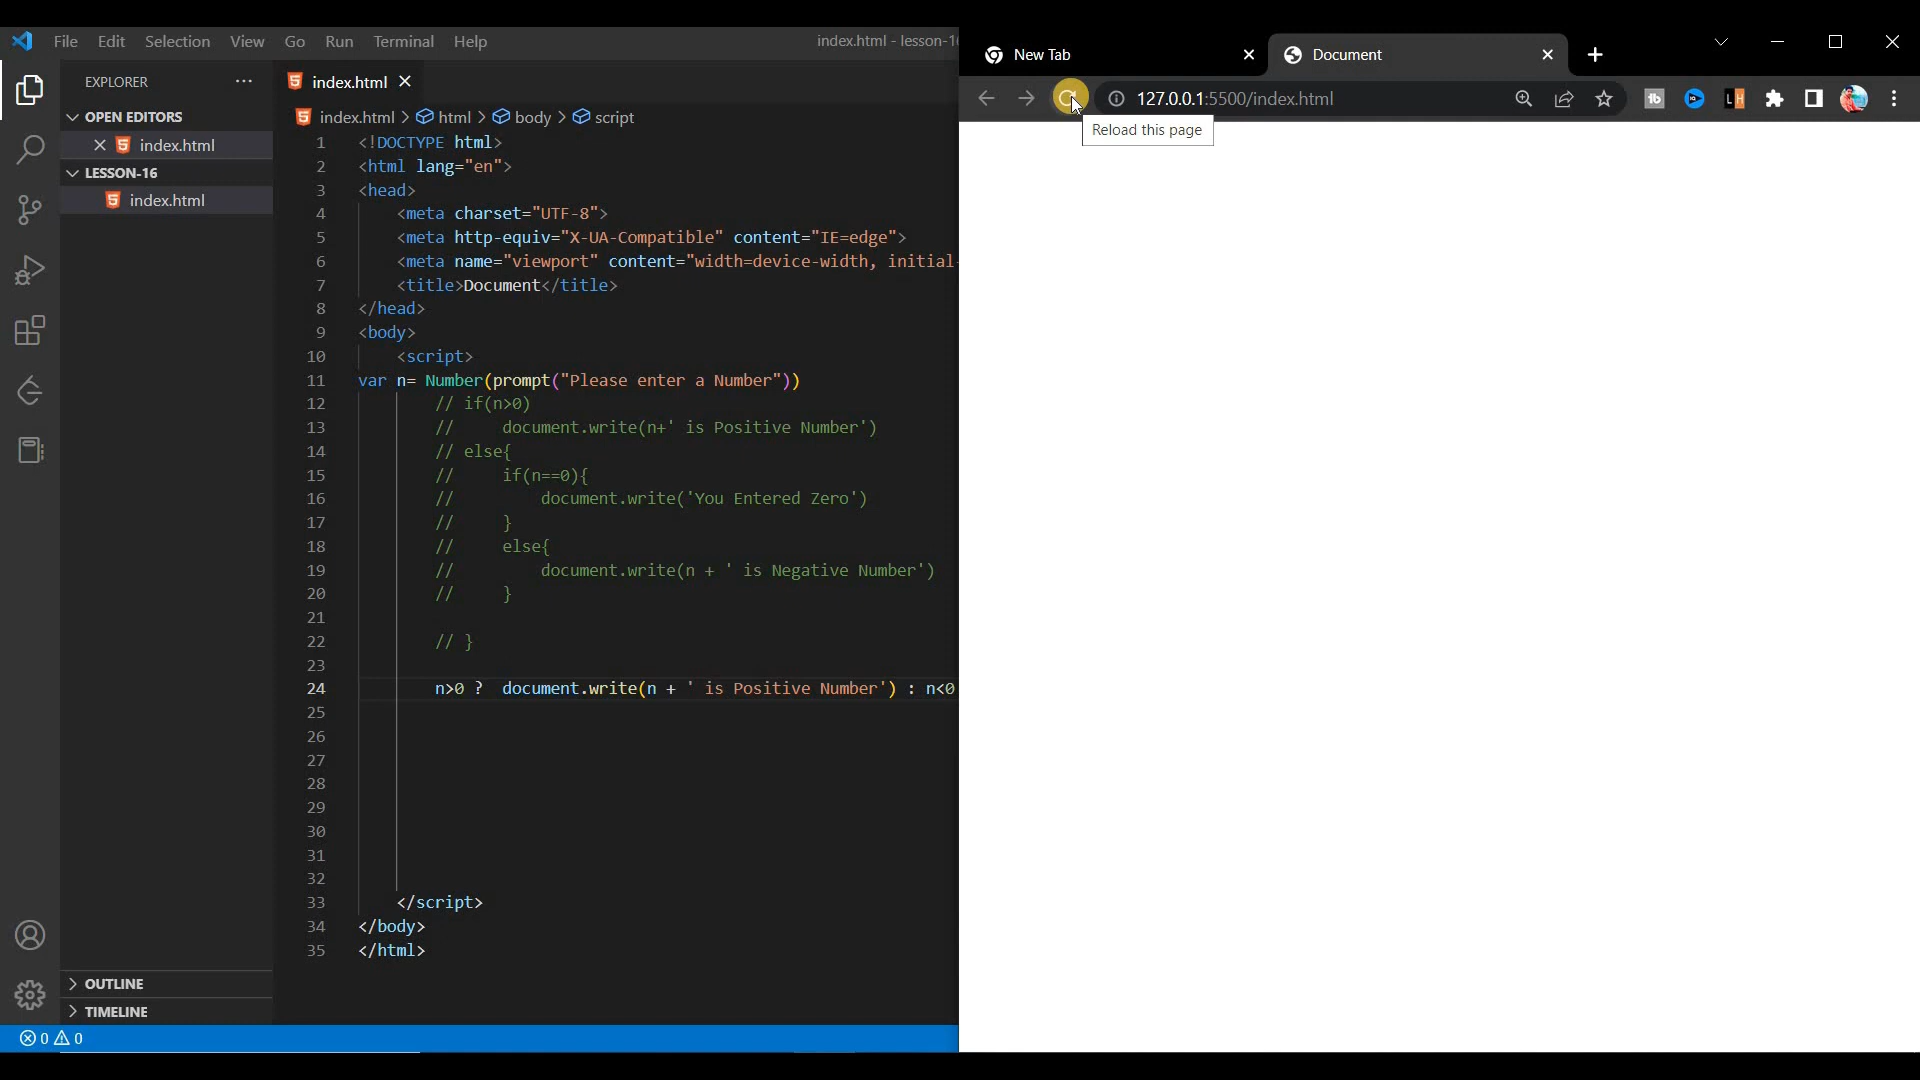 File Edit Selection View Go Run Terminal Help
index.html - lesson-1
EXPLORER
OPEN EDITORS
index.html
LESSON-16
index.html
OUTLINE
TIMELINE
0 0
index.html
index.html > html > body > script
1 <!DOCTYPE html>
2 <html lang="en">
3 <head>
4 <meta charset="UTF-8">
5 <meta http-equiv="X-UA-Compatible" content="IE=edge">
6 <meta name="viewport" content="width=device-width, initial-
7 <title>Document</title>
8 </head>
9 <body>
10 <script>
11 var n= Number(prompt("Please enter a Number"))
12 // if(n>0)
13 // document.write(n+' is Positive Number')
14 // else{
15 // if(n==0){
16 // document.write('You Entered Zero')
17 // }
18 // else{
19 // document.write(n + ' is Negative Number')
20 // }
21
22 // }
23
24 n>0 ? document.write(n + ' is Positive Number') : n<0
25
26
27
28
29
30
31
32
33 </script>
34 </body>
35 </html>
New Tab
Document
127.0.0.1:5500/index.html
Reload this page